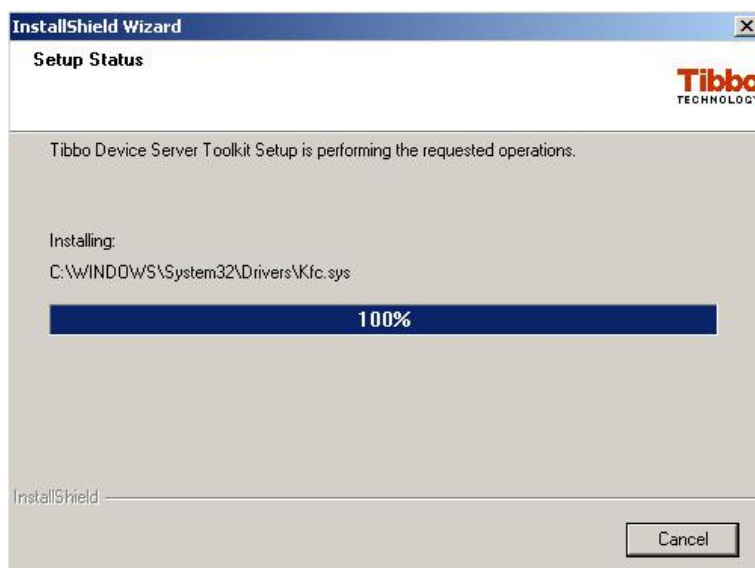 InstallShield Wizard
Setup Status
Tibbo
TECHNOLOGY
Tibbo Device Server Toolkit Setup is performing the requested operations.
Installing:
C:\WINDOWS\System32\Drivers\Kfc.sys
100%
InstallShield
Cancel